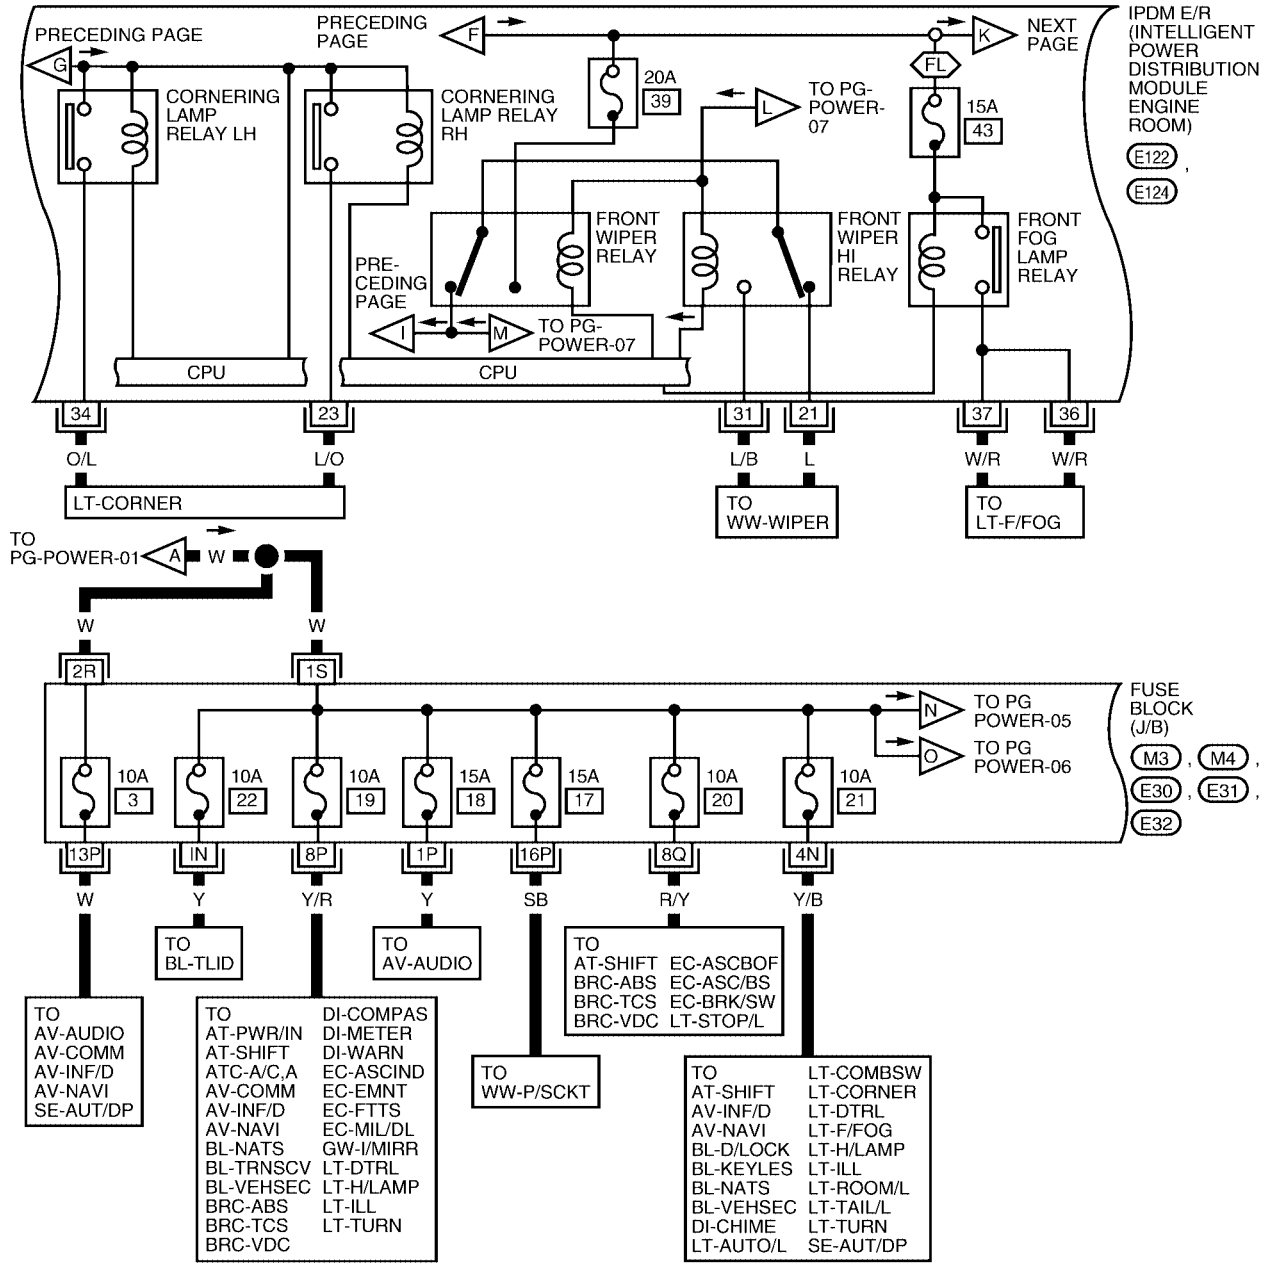 PRECEDING PAGE
G
CORNERING
LAMP
RELAY LH
PRECEDING
PAGE
F
CORNERING
LAMP RELAY
RH
20A
39
L
TO PG-
POWER-
07
K
NEXT
PAGE
FL
15A
43
IPDM E/R
(INTELLIGENT
POWER
DISTRIBUTION
MODULE
ENGINE
ROOM)
E122 ,
E124
PRE-
CEDING
PAGE
FRONT
WIPER
RELAY
FRONT
WIPER
HI
RELAY
FRONT
FOG
LAMP
RELAY
I
M
TO PG-
POWER-07
CPU
CPU
34
23
31
21
37
36
O/L
L/O
L/B
L
W/R
W/R
LT-CORNER
TO
WW-WIPER
TO
LT-F/FOG
TO
PG-POWER-01
A
W
W
W
2R
1S
N
TO PG
POWER-05
O
TO PG
POWER-06
FUSE
BLOCK
(J/B)
M3 , M4 ,
E30 , E31 ,
E32
10A
3
10A
22
10A
19
15A
18
15A
17
10A
20
10A
21
13P
IN
8P
1P
16P
8Q
4N
W
Y
Y/R
Y
SB
R/Y
Y/B
TO
BL-TLID
TO
AV-AUDIO
TO
AT-SHIFT EC-ASCBOF
BRC-ABS EC-ASC/BS
BRC-TCS EC-BRK/SW
BRC-VDC LT-STOP/L
TO
AV-AUDIO
AV-COMM
AV-INF/D
AV-NAVI
SE-AUT/DP
TO DI-COMPAS
AT-PWR/IN DI-METER
AT-SHIFT DI-WARN
ATC-A/C,A EC-ASCIND
AV-COMM EC-EMNT
AV-INF/D EC-FTTS
AV-NAVI EC-MIL/DL
BL-NATS GW-I/MIRR
BL-TRNSCV LT-DTRL
BL-VEHSEC LT-H/LAMP
BRC-ABS LT-ILL
BRC-TCS LT-TURN
BRC-VDC
TO
WW-P/SCKT
TO LT-COMBSW
AT-SHIFT LT-CORNER
AV-INF/D LT-DTRL
AV-NAVI LT-F/FOG
BL-D/LOCK LT-H/LAMP
BL-KEYLES LT-ILL
BL-NATS LT-ROOM/L
BL-VEHSEC LT-TAIL/L
DI-CHIME LT-TURN
LT-AUTO/L SE-AUT/DP